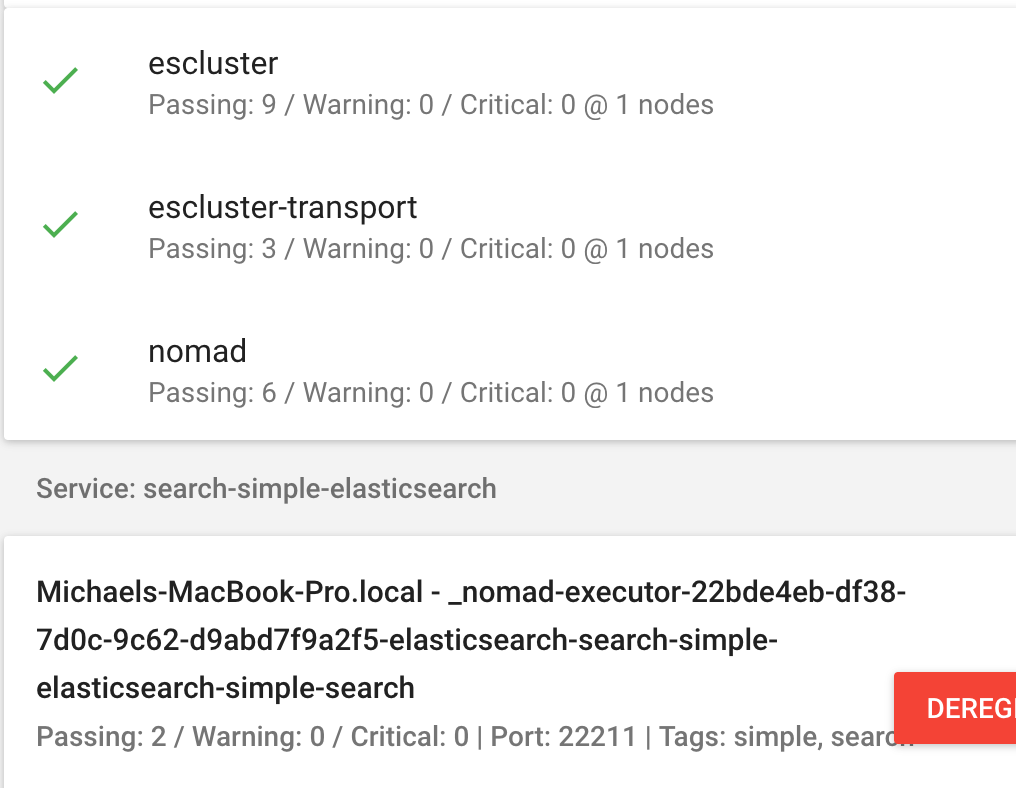 escluster
Passing: 9 / Warning: 0 / Critical: 0 @ 1 nodes
escluster-transport
Passing: 3 / Warning: 0 / Critical: 0 @ 1 nodes
nomad
Passing: 6 / Warning: 0 / Critical: 0 @ 1 nodes
Service: search-simple-elasticsearch
Michaels-MacBook-Pro.local - _nomad-executor-22bde4eb-df38-
7d0c-9c62-d9abd7f9a2f5-elasticsearch-search-simple-
elasticsearch-simple-search
DEREG
Passing: 2 / Warning: 0 / Critical: 0 | Port: 22211 | Tags: simple, search